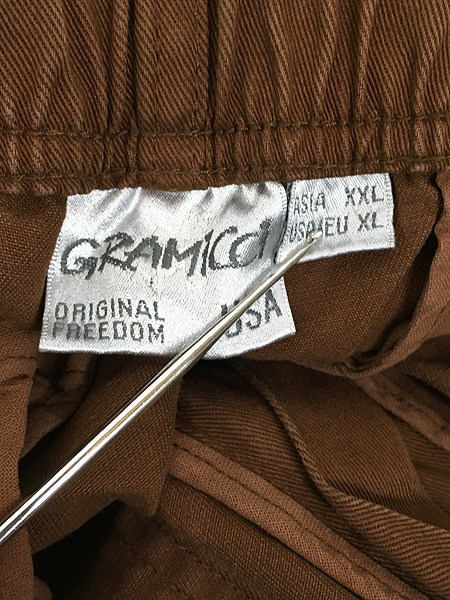 GRAMICCI
ORIGINAL
FREEDOM
USA
ASIA XXL
USA/EU XL